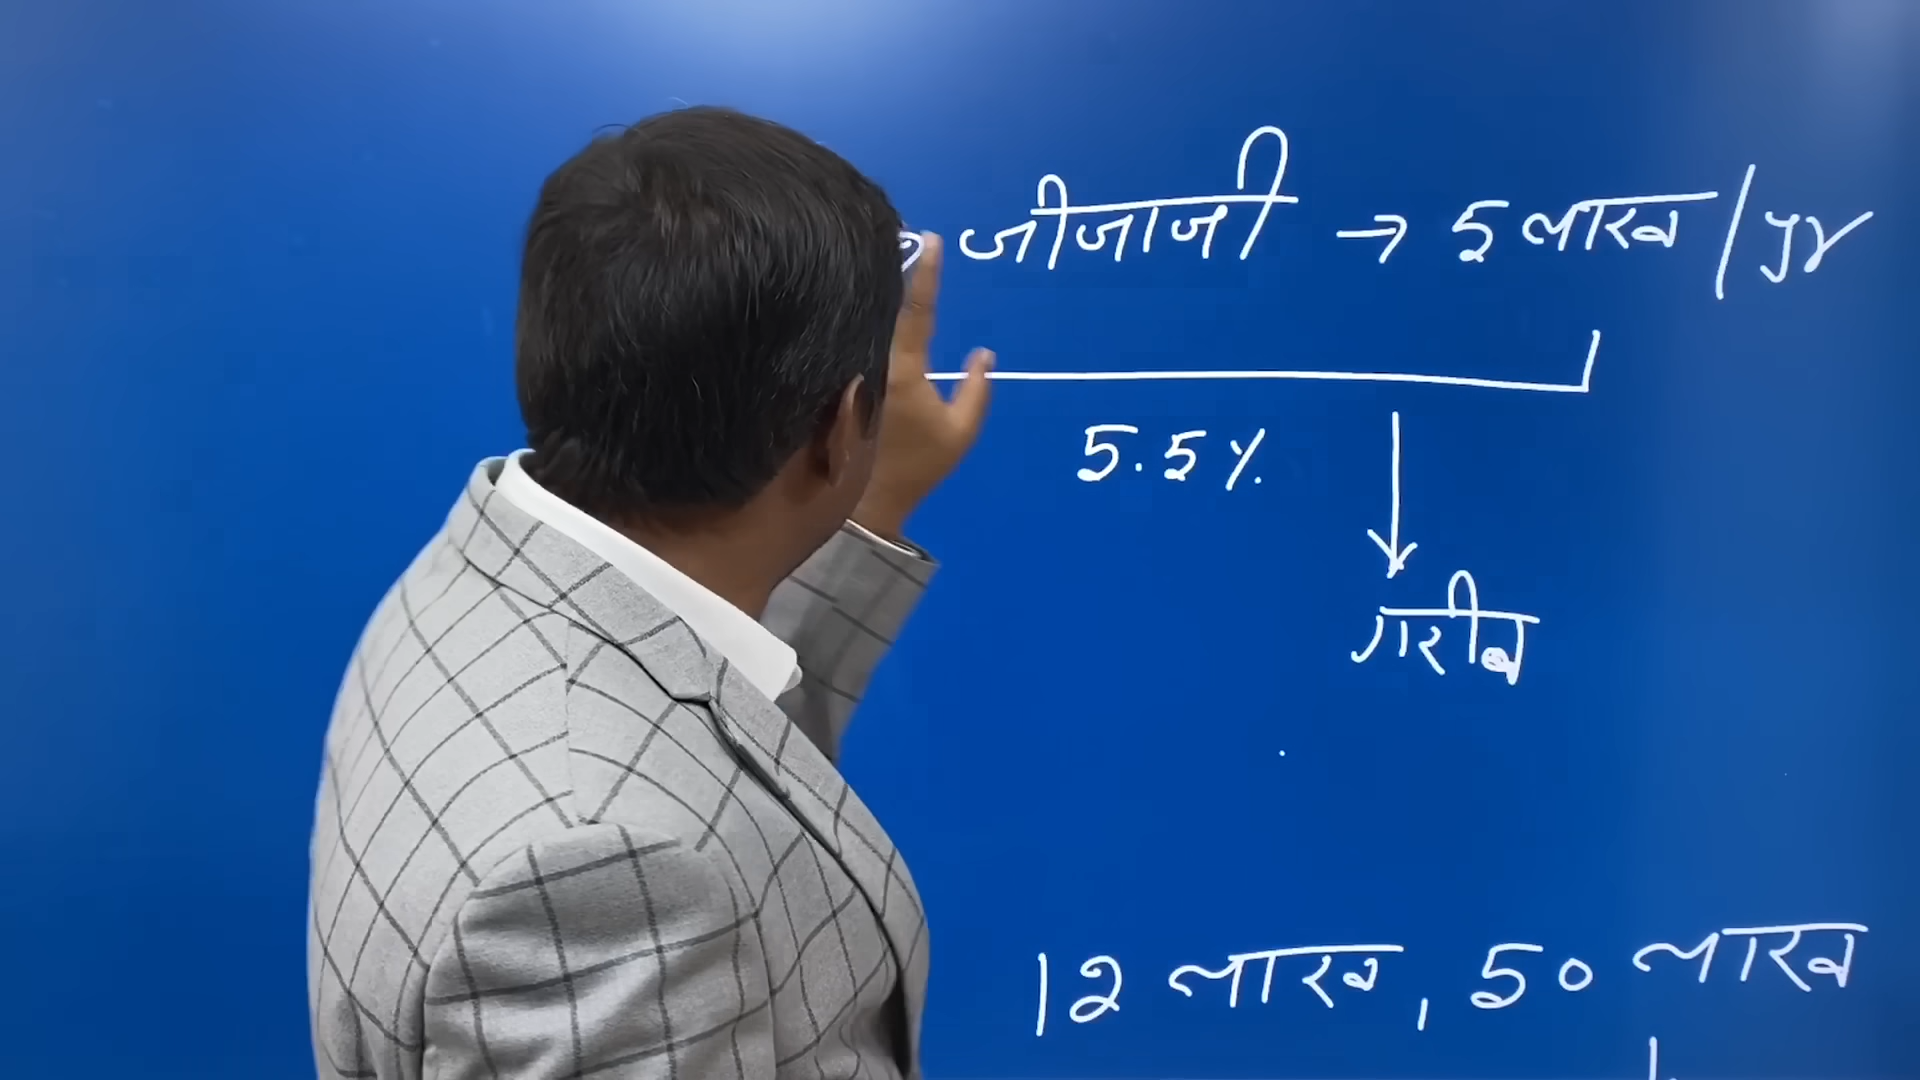 जीजाजी → 5 लाख / yr
5.5%
गरीब
12 लाख, 50 लाख